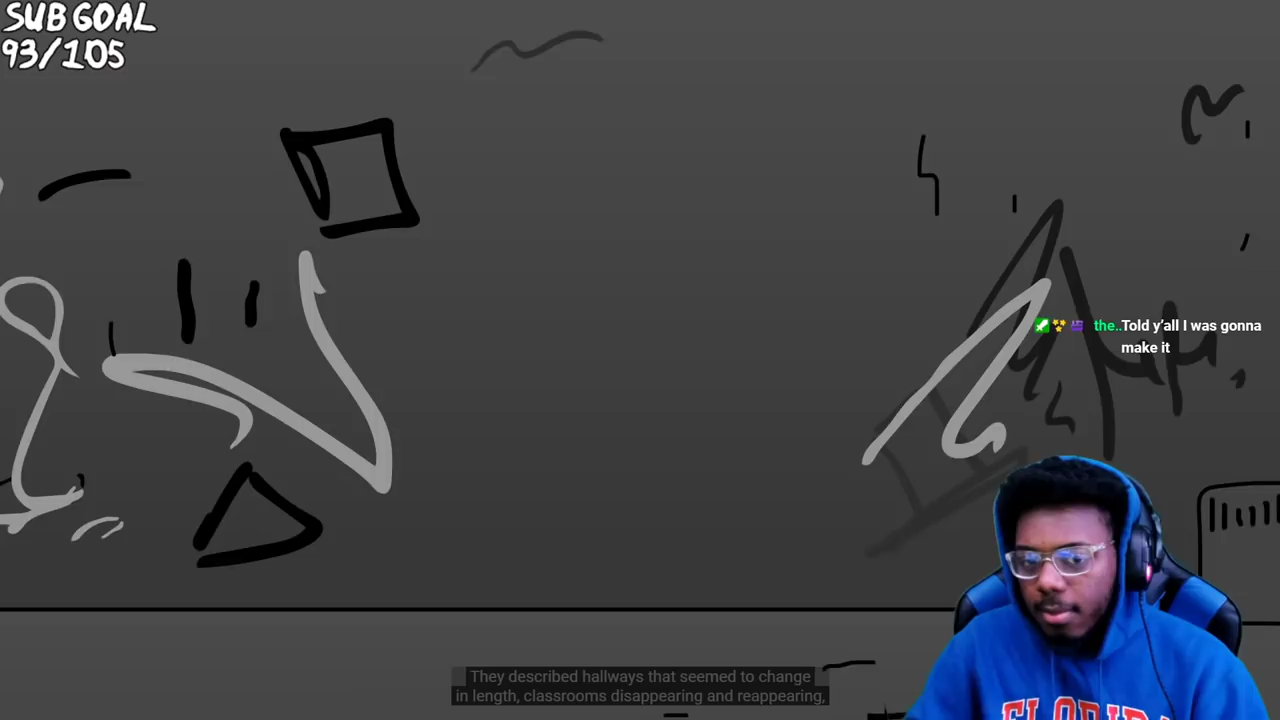 SUB GOAL
93/105
the..Told y'all I was gonna
make it
They described hallways that seemed to change
in length, classrooms disappearing and reappearing,
FLORIDA